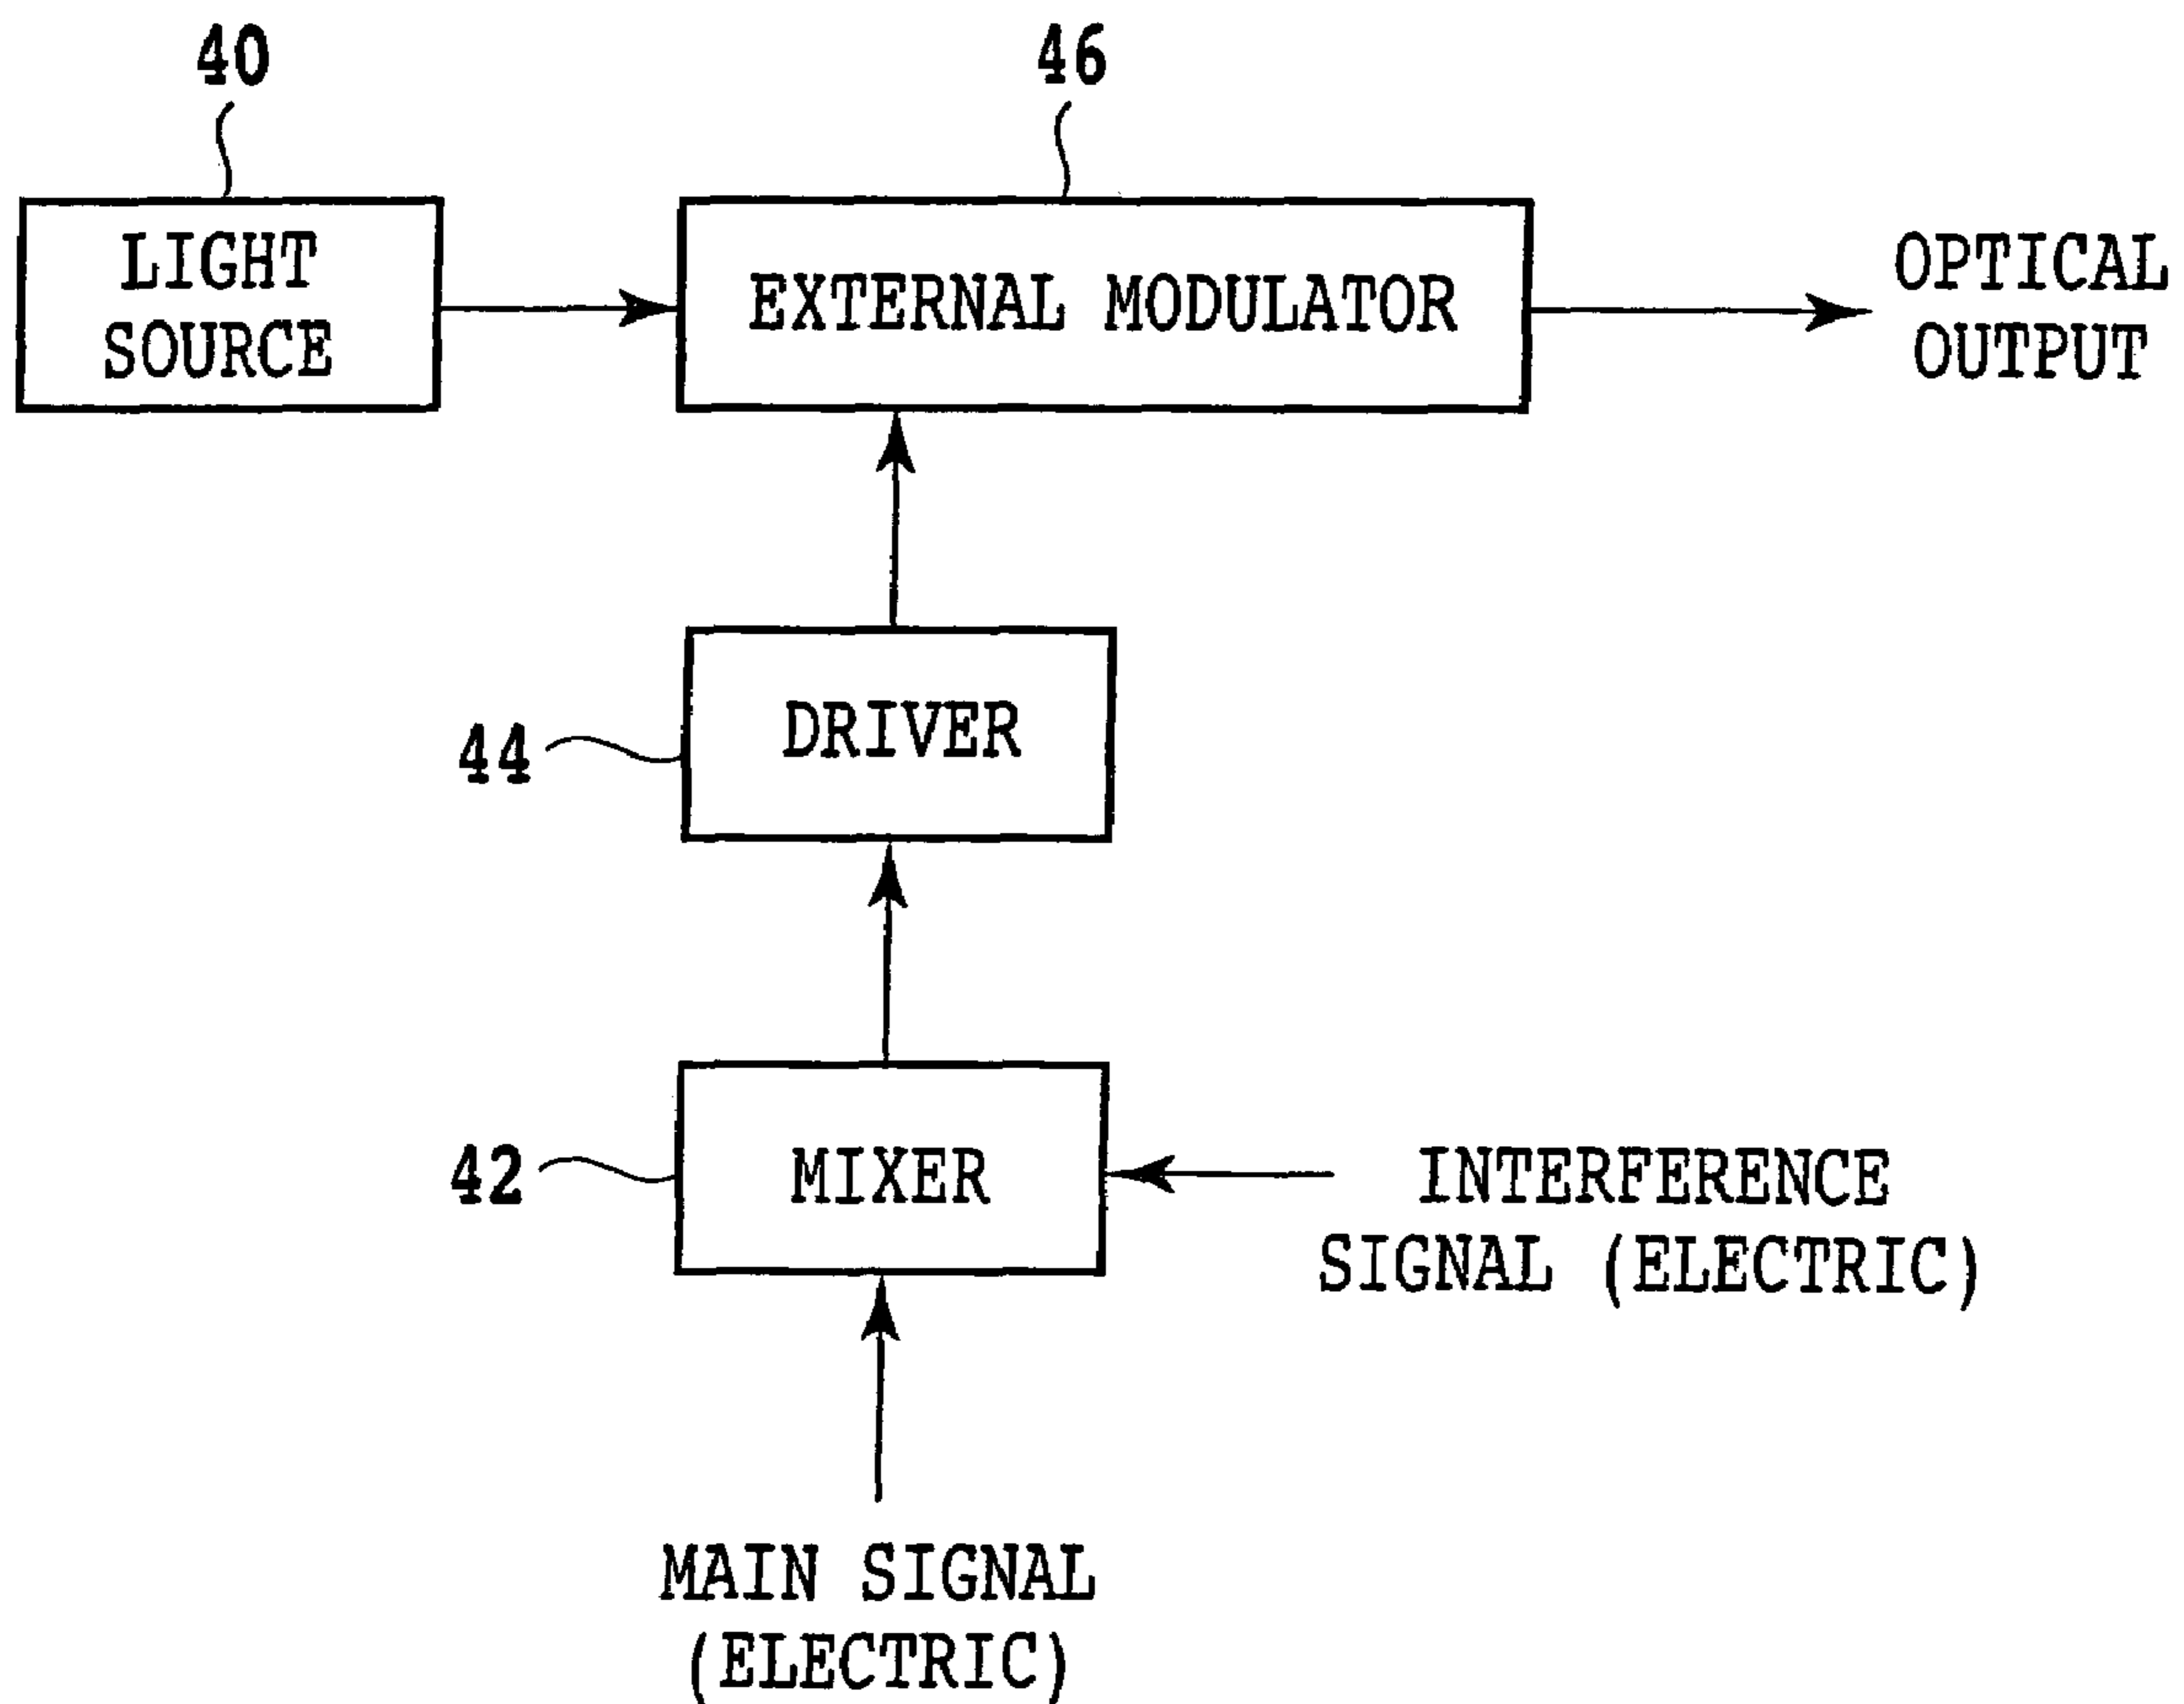 40
46
LIGHT
SOURCE
EXTERNAL MODULATOR
OPTICAL
OUTPUT
44
DRIVER
42
MIXER
INTERFERENCE
SIGNAL (ELECTRIC)
MAIN SIGNAL
(ELECTRIC)